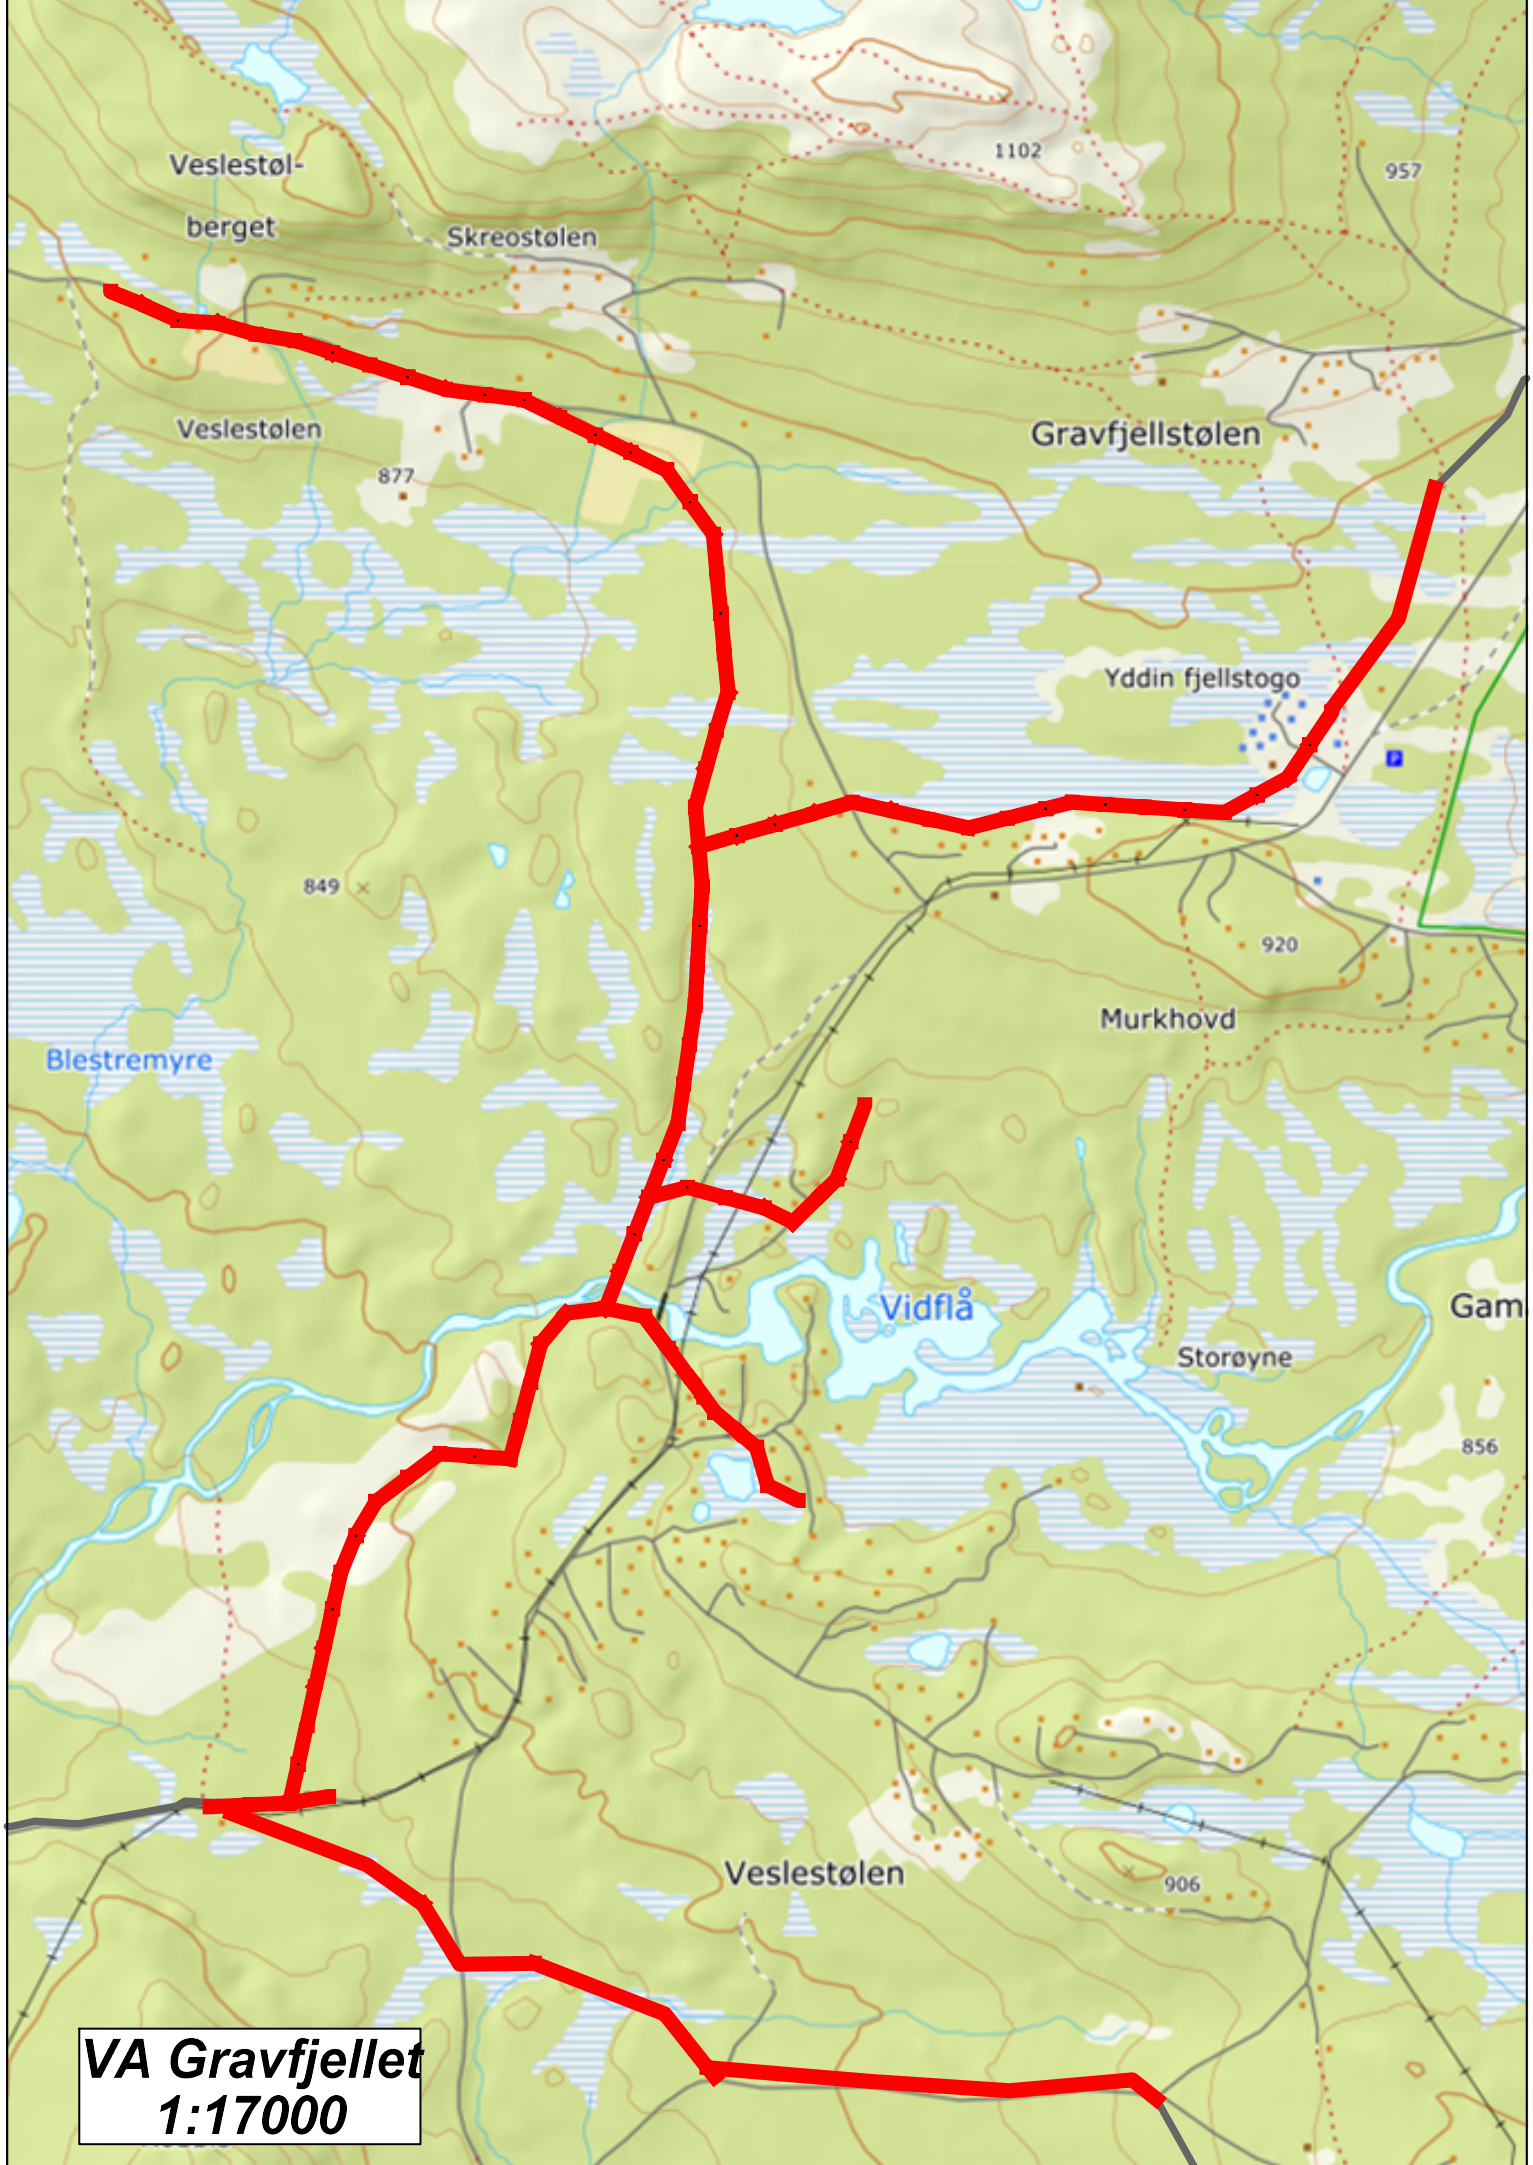 1102
957
Veslestøl-
berget
Skreostølen
Veslestølen
877
Gravfjellstølen
Yddin fjellstogo
P
849
920
Murkhovd
Blestremyre
Vidflå
Gam
Storøyne
856
Veslestølen
906
VA Gravfjellet
1:17000